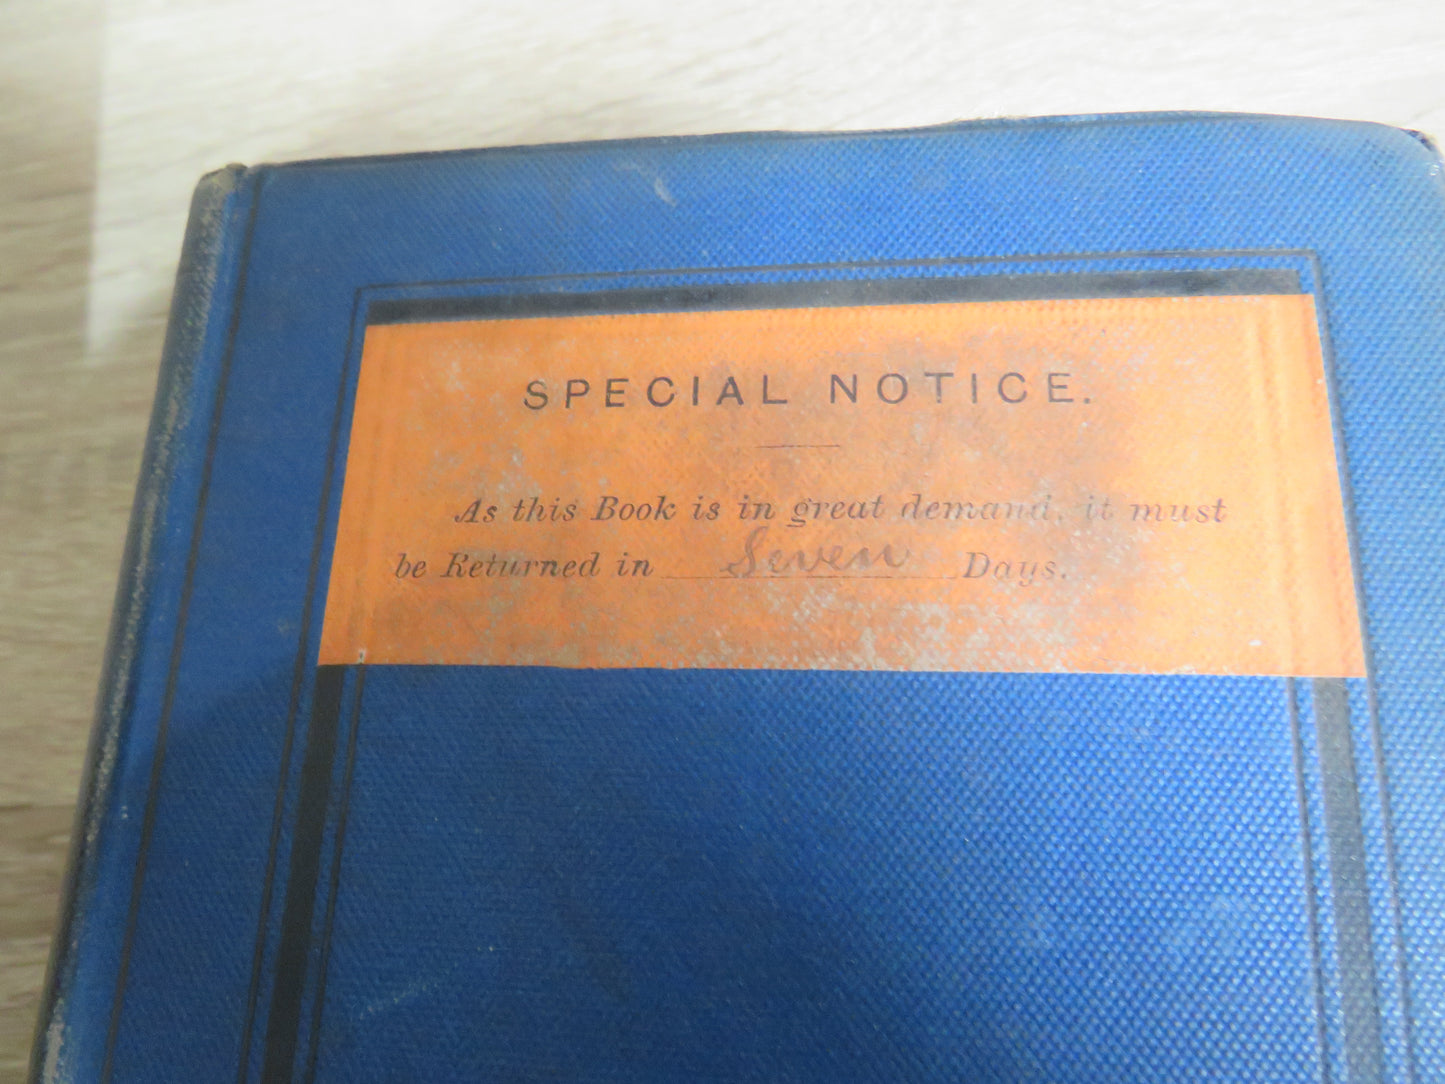 SPECIAL NOTICE.
As this Book is in great demand, it must
be Returned in Seven Days.